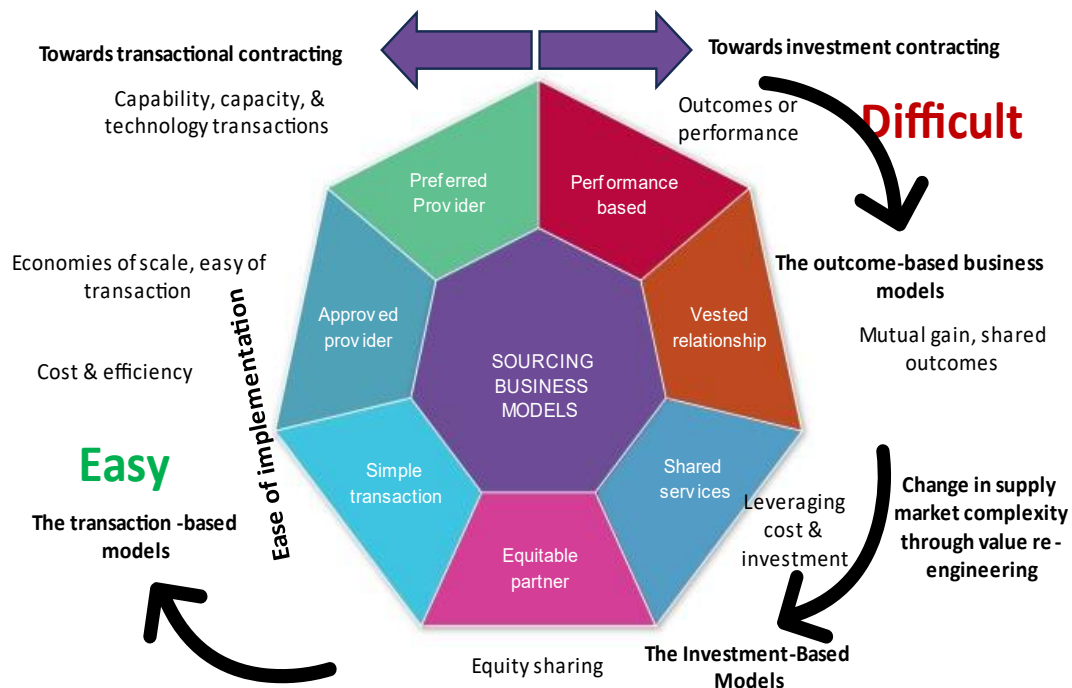 Towards transactional contracting
Towards investment contracting
Capability, capacity, &
technology transactions
Outcomes or
performance
Difficult
Preferred
Provider
Performance
based
Economies of scale, easy of
transaction
The outcome-based business
models
Approved
provider
Vested
relationship
Mutual gain, shared
outcomes
Cost & efficiency
SOURCING
BUSINESS
MODELS
Ease of implementation
Easy
Simple
transaction
Shared
services
The transaction -based
models
Leveraging
cost &
investment
Change in supply
market complexity
through value re -
engineering
Equitable
partner
Equity sharing
The Investment-Based
Models